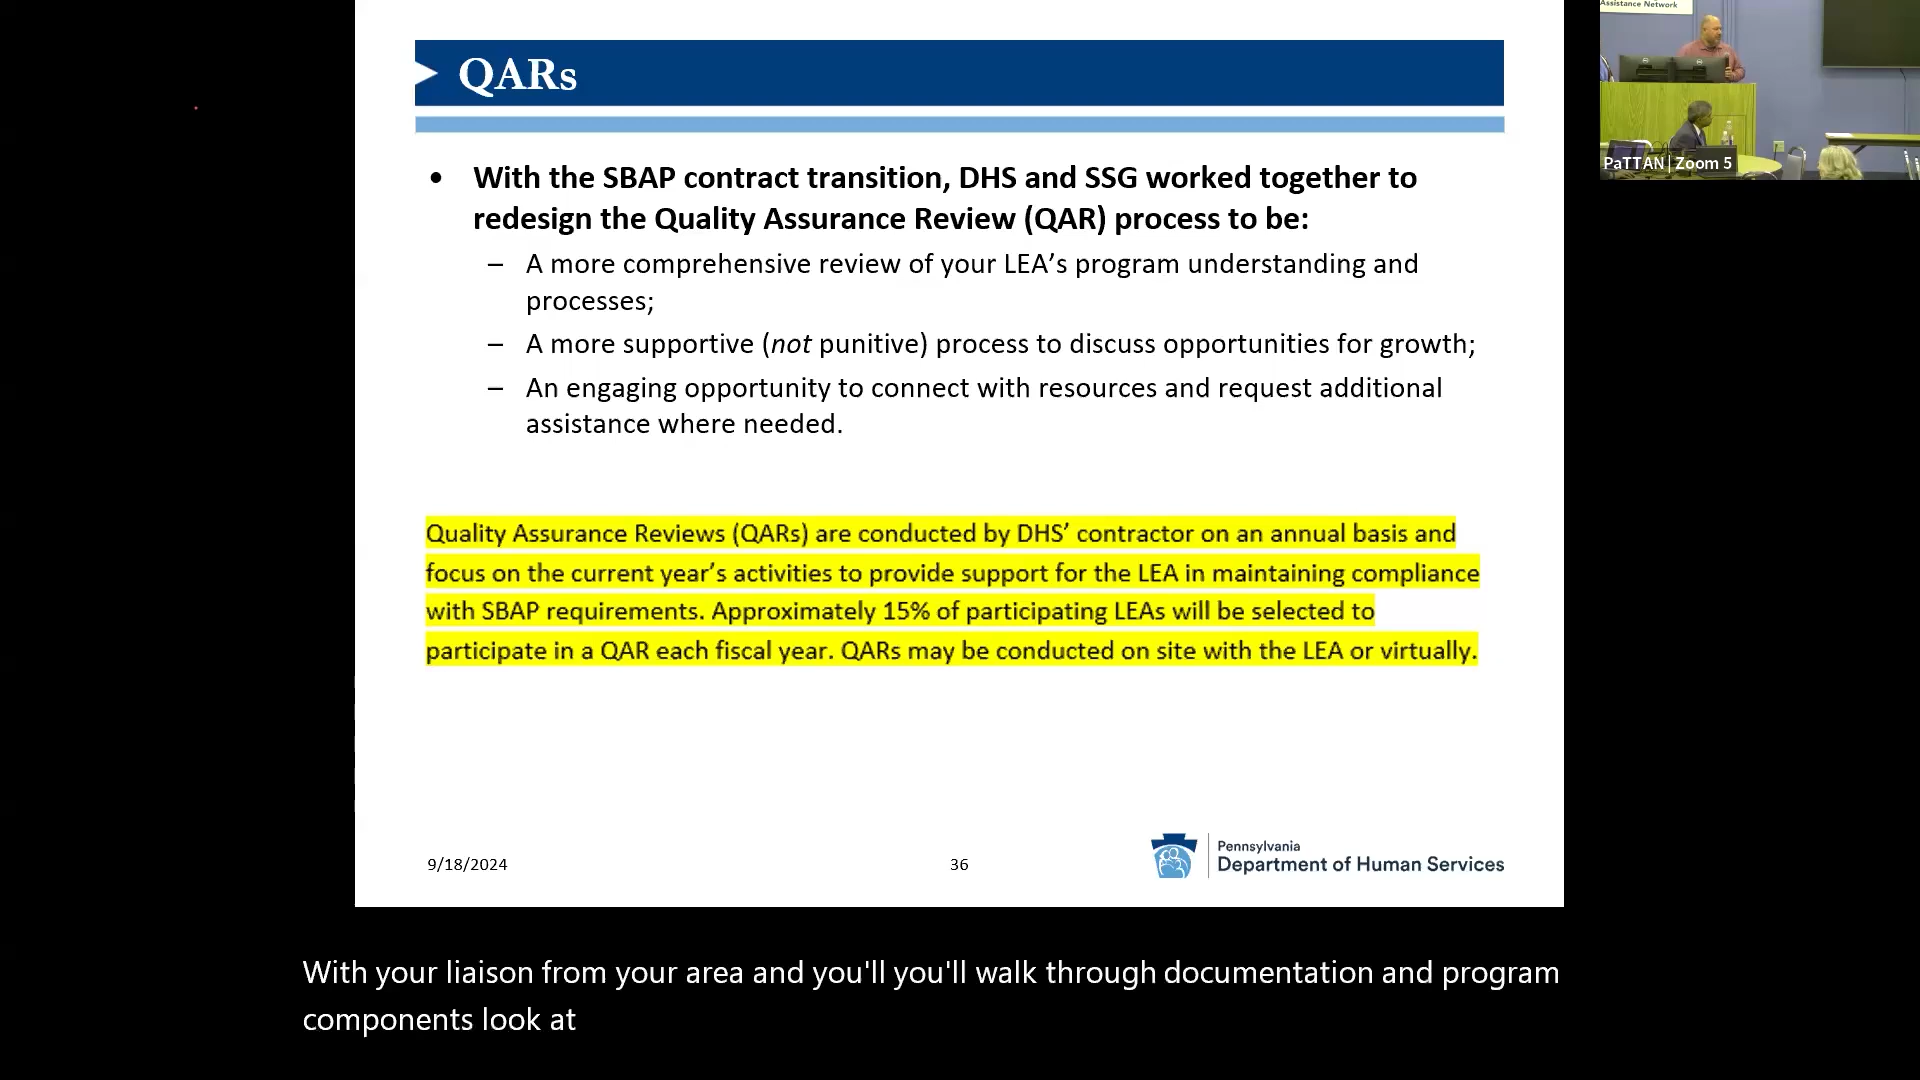 Assistance Network
QARs
• With the SBAP contract transition, DHS and SSG worked together to
redesign the Quality Assurance Review (QAR) process to be:
– A more comprehensive review of your LEA’s program understanding and
processes;
– A more supportive (not punitive) process to discuss opportunities for growth;
– An engaging opportunity to connect with resources and request additional
assistance where needed.
Quality Assurance Reviews (QARs) are conducted by DHS’ contractor on an annual basis and
focus on the current year’s activities to provide support for the LEA in maintaining compliance
with SBAP requirements. Approximately 15% of participating LEAs will be selected to
participate in a QAR each fiscal year. QARs may be conducted on site with the LEA or virtually.
9/18/2024
36
Pennsylvania
Department of Human Services
PaTTAN | Zoom 5
With your liaison from your area and you'll you'll walk through documentation and program
components look at